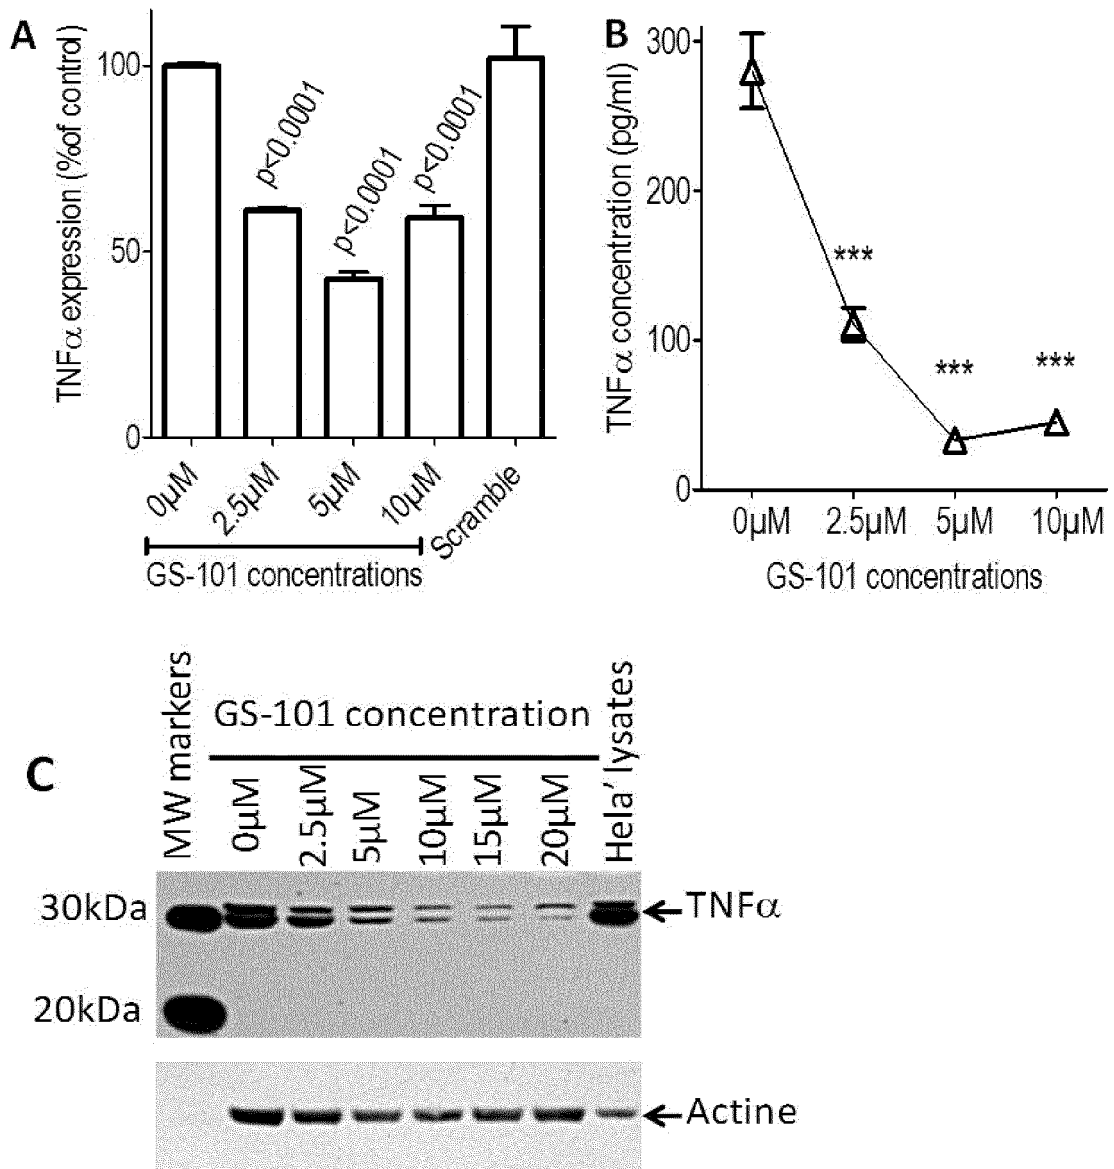 A
TNFα expression (%of control)
100
50
0
p<0.0001
p<0.0001
p<0.0001
0µM
2.5µM
5µM
10µM
Scramble
GS-101 concentrations
B
TNFα concentration (pg/ml)
300
200
100
0
***
***
***
0µM
2.5µM
5µM
10µM
GS-101 concentrations
C
MW markers
GS-101 concentration
0µM
2.5µM
5µM
10µM
15µM
20µM
Hela' lysates
30kDa
TNFα
20kDa
Actine